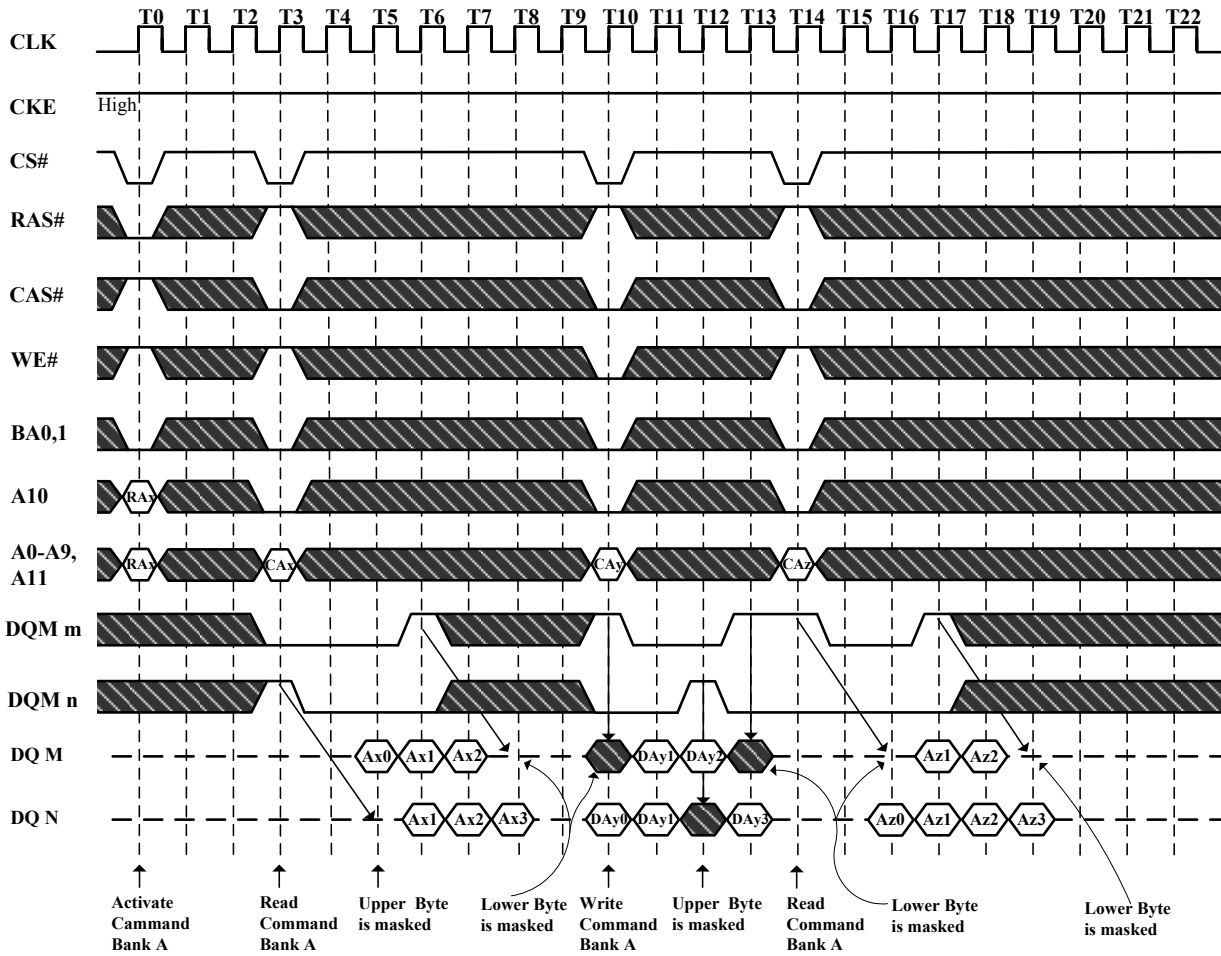 T0 T1 T2 T3 T4 T5 T6 T7 T8 T9 T10 T11 T12 T13 T14 T15 T16 T17 T18 T19 T20 T21 T22
CLK
CKE High
CS#
RAS#
CAS#
WE#
BA0,1
A10 RAx
A0-A9,
A11 RAx CAx CAy CAz
DQM m
DQM n
DQ M Ax0 Ax1 Ax2 DAy1 DAy2 Az1 Az2
DQ N Ax1 Ax2 Ax3 DAy0 DAy1 DAy3 Az0 Az1 Az2 Az3
Activate
Cammand
Bank A
Read
Command
Bank A
Upper Byte
is masked
Lower Byte
is masked
Write
Command
Bank A
Upper Byte
is masked
Read
Command
Bank A
Lower Byte
is masked
Lower Byte
is masked